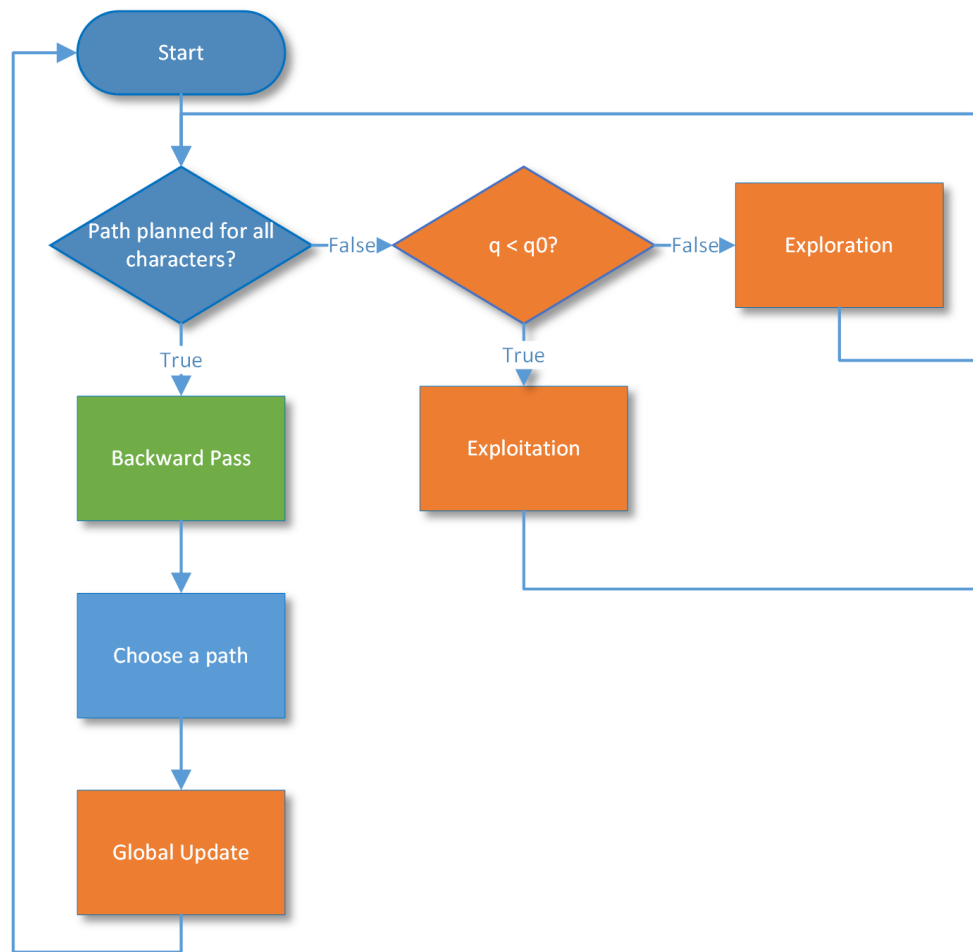 Start
Path planned for all
characters?
False
q < q0?
False
Exploration
True
True
Backward Pass
Exploitation
Choose a path
Global Update